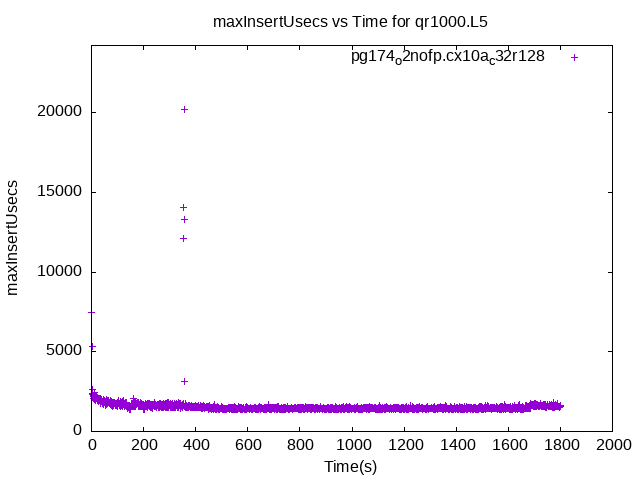 maxInsertUsecs vs Time for qr1000.L5
pg174o2nofp.cx10ac32r128
20000
15000
10000
5000
0
maxInsertUsecs
0 200 400 600 800 1000 1200 1400 1600 1800 2000
Time(s)